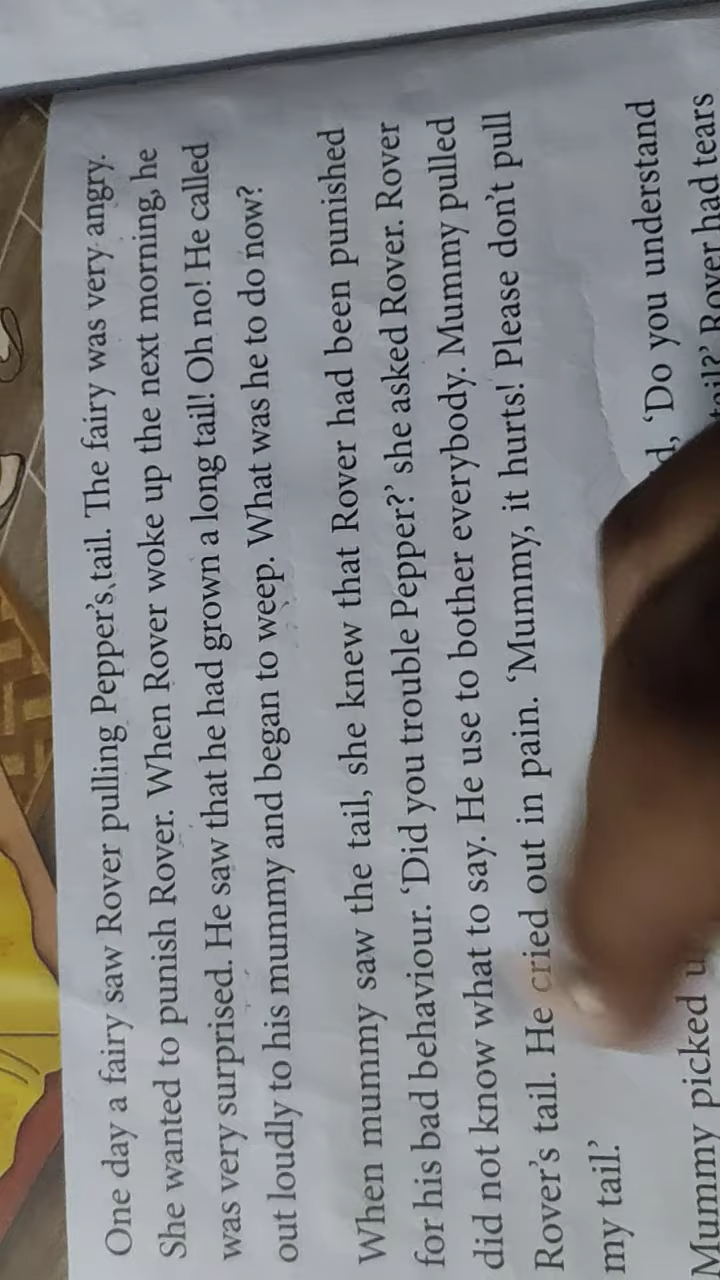 One day a fairy saw Rover pulling Pepper's tail. The fairy was very angry.
She wanted to punish Rover. When Rover woke up the next morning, he
was very surprised. He saw that he had grown a long tail! Oh no! He called
out loudly to his mummy and began to weep. What was he to do now?
When mummy saw the tail, she knew that Rover had been punished
for his bad behaviour. ‘Did you trouble Pepper?’ she asked Rover. Rover
did not know what to say. He use to bother everybody. Mummy pulled
Rover's tail. He cried out in pain. ‘Mummy, it hurts! Please don't pull
my tail.’
Mummy picked ‘Do you understand
Rover had tears